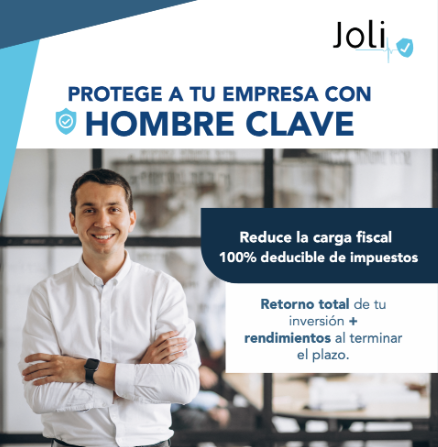 Joli
PROTEGE A TU EMPRESA CON
HOMBRE CLAVE
Reduce la carga fiscal
100% deducible de impuestos
Retorno total de tu
inversión +
rendimientos al terminar
el plazo.